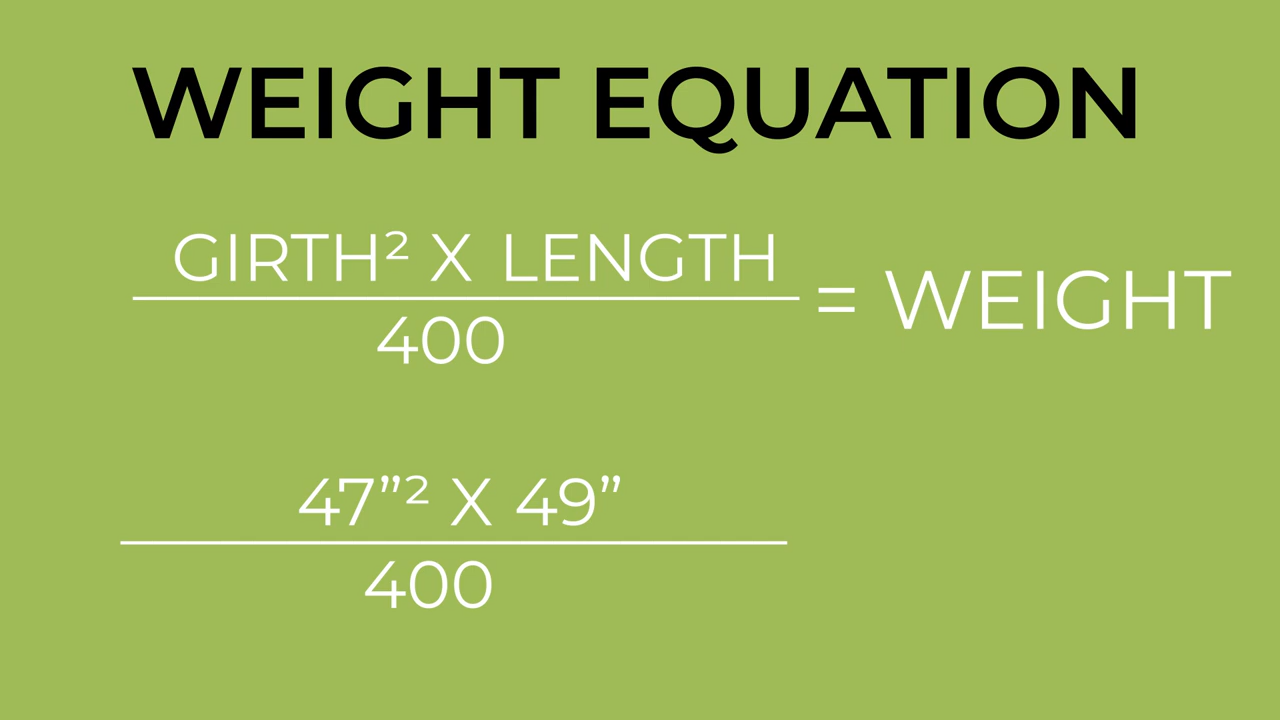 WEIGHT EQUATION
GIRTH² X LENGTH
400
= WEIGHT
47”² X 49”
400